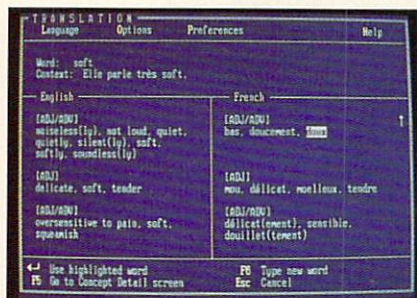 TRANSLATION
Language Options Preferences Help
Word: soft
Context: Elle parle très soft.
English
French
[ADJ/ADV]
noiseless(ly), not loud, quiet,
quietly, silent(ly), soft,
softly, soundless(ly)
[ADJ/ADV]
bas, doucement, doux
[ADJ]
delicate, soft, tender
[ADJ]
mou, délicat, moelleux, tendre
[ADJ/ADV]
oversensitive to pain, soft,
squeamish
[ADJ/ADV]
délicat(ement), sensible,
douillet(tement)
Use highlighted word
F6 Type new word
F5 Go to Concept Detail screen
Esc Cancel